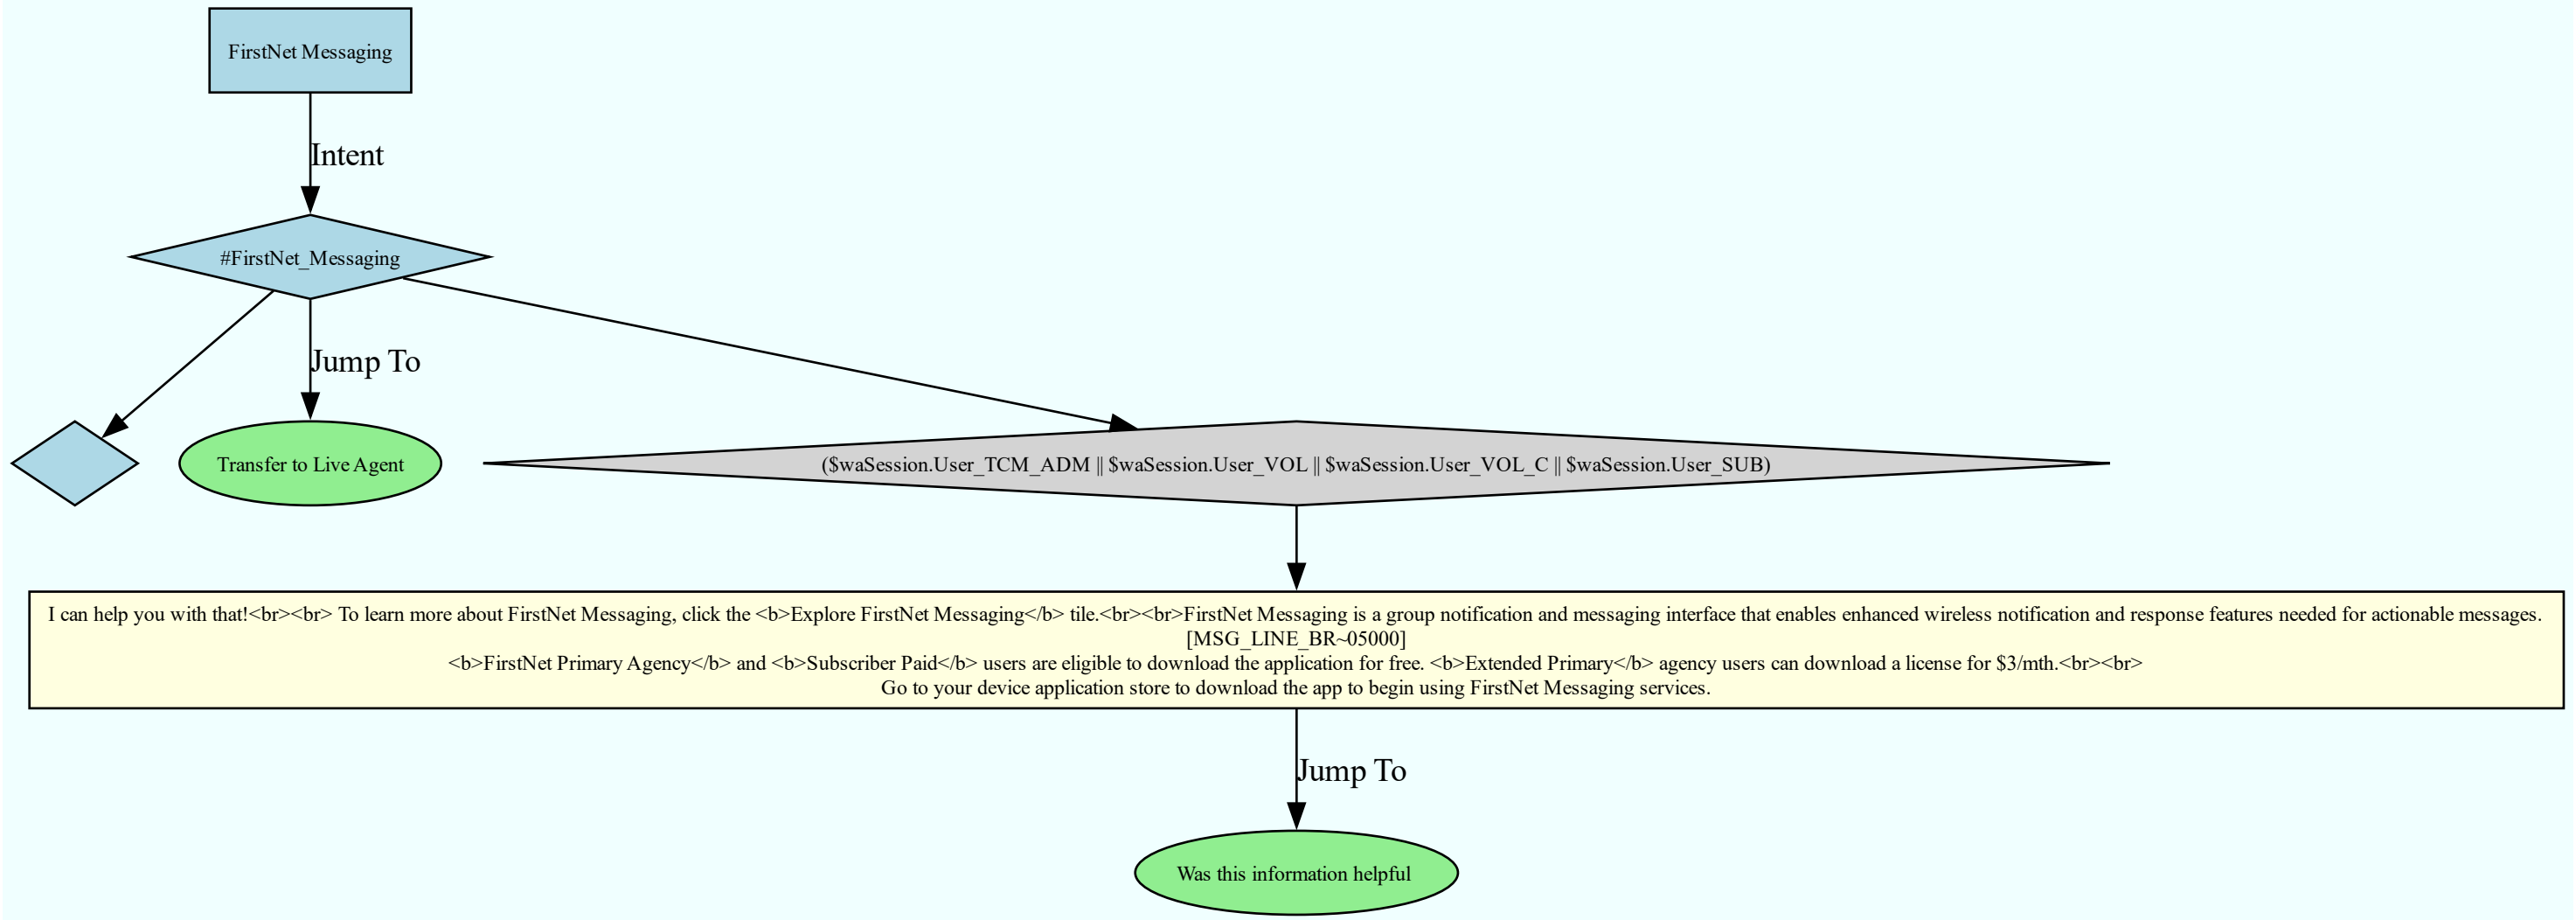 FirstNet Messaging
Intent
#FirstNet_Messaging
Jump To
Transfer to Live Agent
($waSession.User_TCM_ADM || $waSession.User_VOL || $waSession.User_VOL_C || $waSession.User_SUB)
I can help you with that!<br><br> To learn more about FirstNet Messaging, click the <b>Explore FirstNet Messaging</b> tile.<br><br>FirstNet Messaging is a group notification and messaging interface that enables enhanced wireless notification and response features needed for actionable messages.
[MSG_LINE_BR~05000]
<b>FirstNet Primary Agency</b> and <b>Subscriber Paid</b> users are eligible to download the application for free. <b>Extended Primary</b> agency users can download a license for $3/mth.<br><br>
Go to your device application store to download the app to begin using FirstNet Messaging services.
Jump To
Was this information helpful